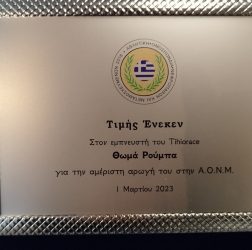 Τιμής Ένεκεν
Στον εμπνευστή του Tihiorace
Θωμά Ρούμπα
για την αμέριστη αρωγή του στην Α.Ο.Ν.Μ.
1 Μαρτίου 2023